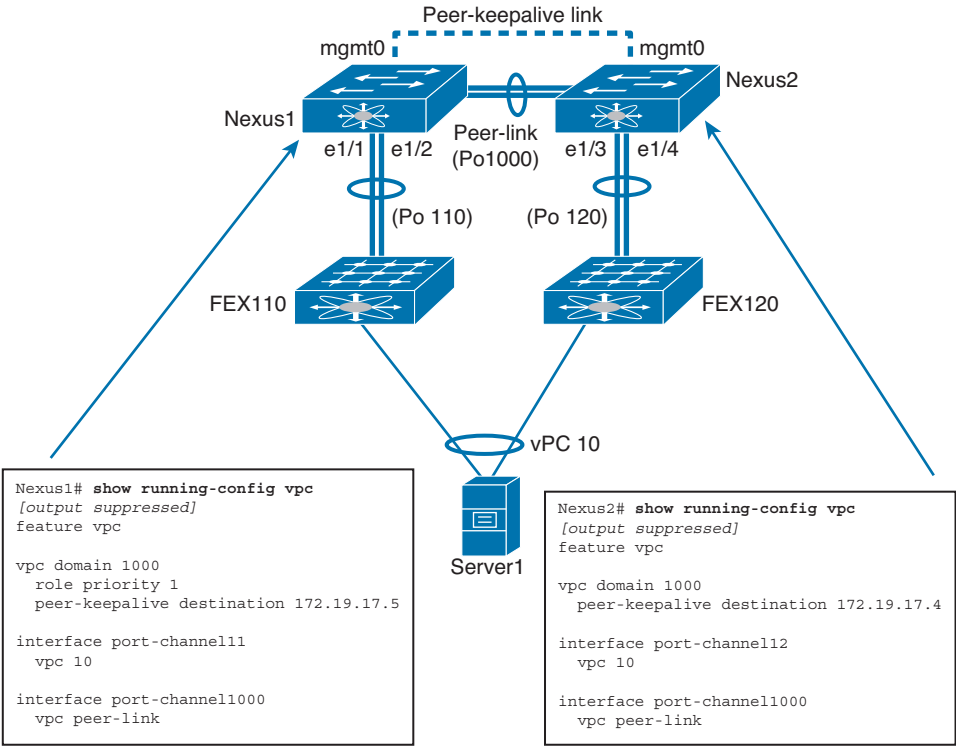 Peer-keepalive link
mgmt0
mgmt0
Nexus1
Nexus2
Peer-link
(Po1000)
e1/1
e1/2
e1/3
e1/4
(Po 110)
(Po 120)
FEX110
FEX120
vPC 10
Server1
Nexus1# show running-config vpc
[output suppressed]
feature vpc
vpc domain 1000
role priority 1
peer-keepalive destination 172.19.17.5
interface port-channel11
vpc 10
interface port-channel1000
vpc peer-link
Nexus2# show running-config vpc
[output suppressed]
feature vpc
vpc domain 1000
peer-keepalive destination 172.19.17.4
interface port-channel12
vpc 10
interface port-channel1000
vpc peer-link